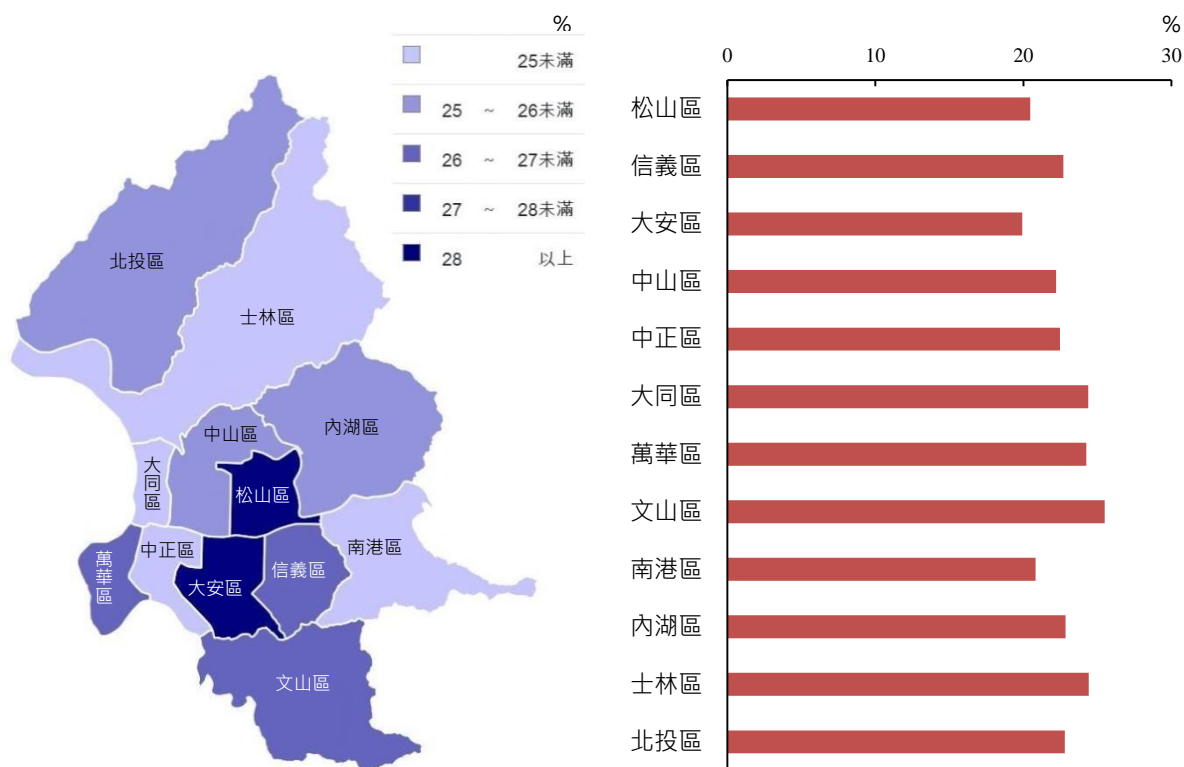 %
25未滿
25 ~ 26未滿
26 ~ 27未滿
27 ~ 28未滿
28 以上
北投區
士林區
內湖區
中山區
大同區
松山區
中正區
南港區
萬華區
信義區
大安區
文山區
%
0 10 20 30
松山區
信義區
大安區
中山區
中正區
大同區
萬華區
文山區
南港區
內湖區
士林區
北投區